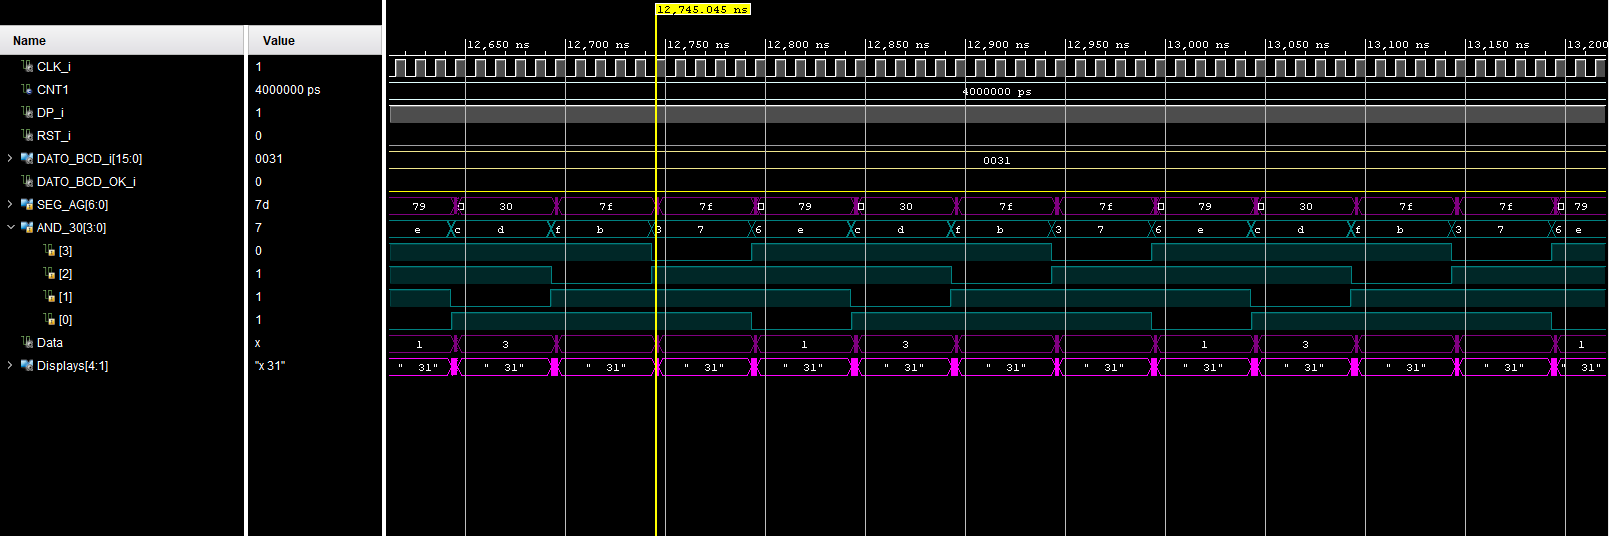 12,745.045 ns
Name Value
12,650 ns 12,700 ns 12,750 ns 12,800 ns 12,850 ns 12,900 ns 12,950 ns 13,000 ns 13,050 ns 13,100 ns 13,150 ns 13,200
CLK_i 1
CNT1 4000000 ps 4000000 ps
DP_i 1
RST_i 0
DATO_BCD_i[15:0] 0031 0031
DATO_BCD_OK_i 0
SEG_AG[6:0] 7d 79 30 7f 7f 79 30 7f 7f 79 30 7f 7f 79
AND_30[3:0] 7 e c d f b 3 7 6 e c d f b 3 7 6 e c d f b 3 7 6 e
[3] 0
[2] 1
[1] 1
[0] 1
Data x 1 3 1 3 1 3 1
Displays[4:1] "x 31" " 31" " 31" " 31" " 31" " 31" " 31" " 31" " 31" " 31" " 31" " 31" " 31" " 31"